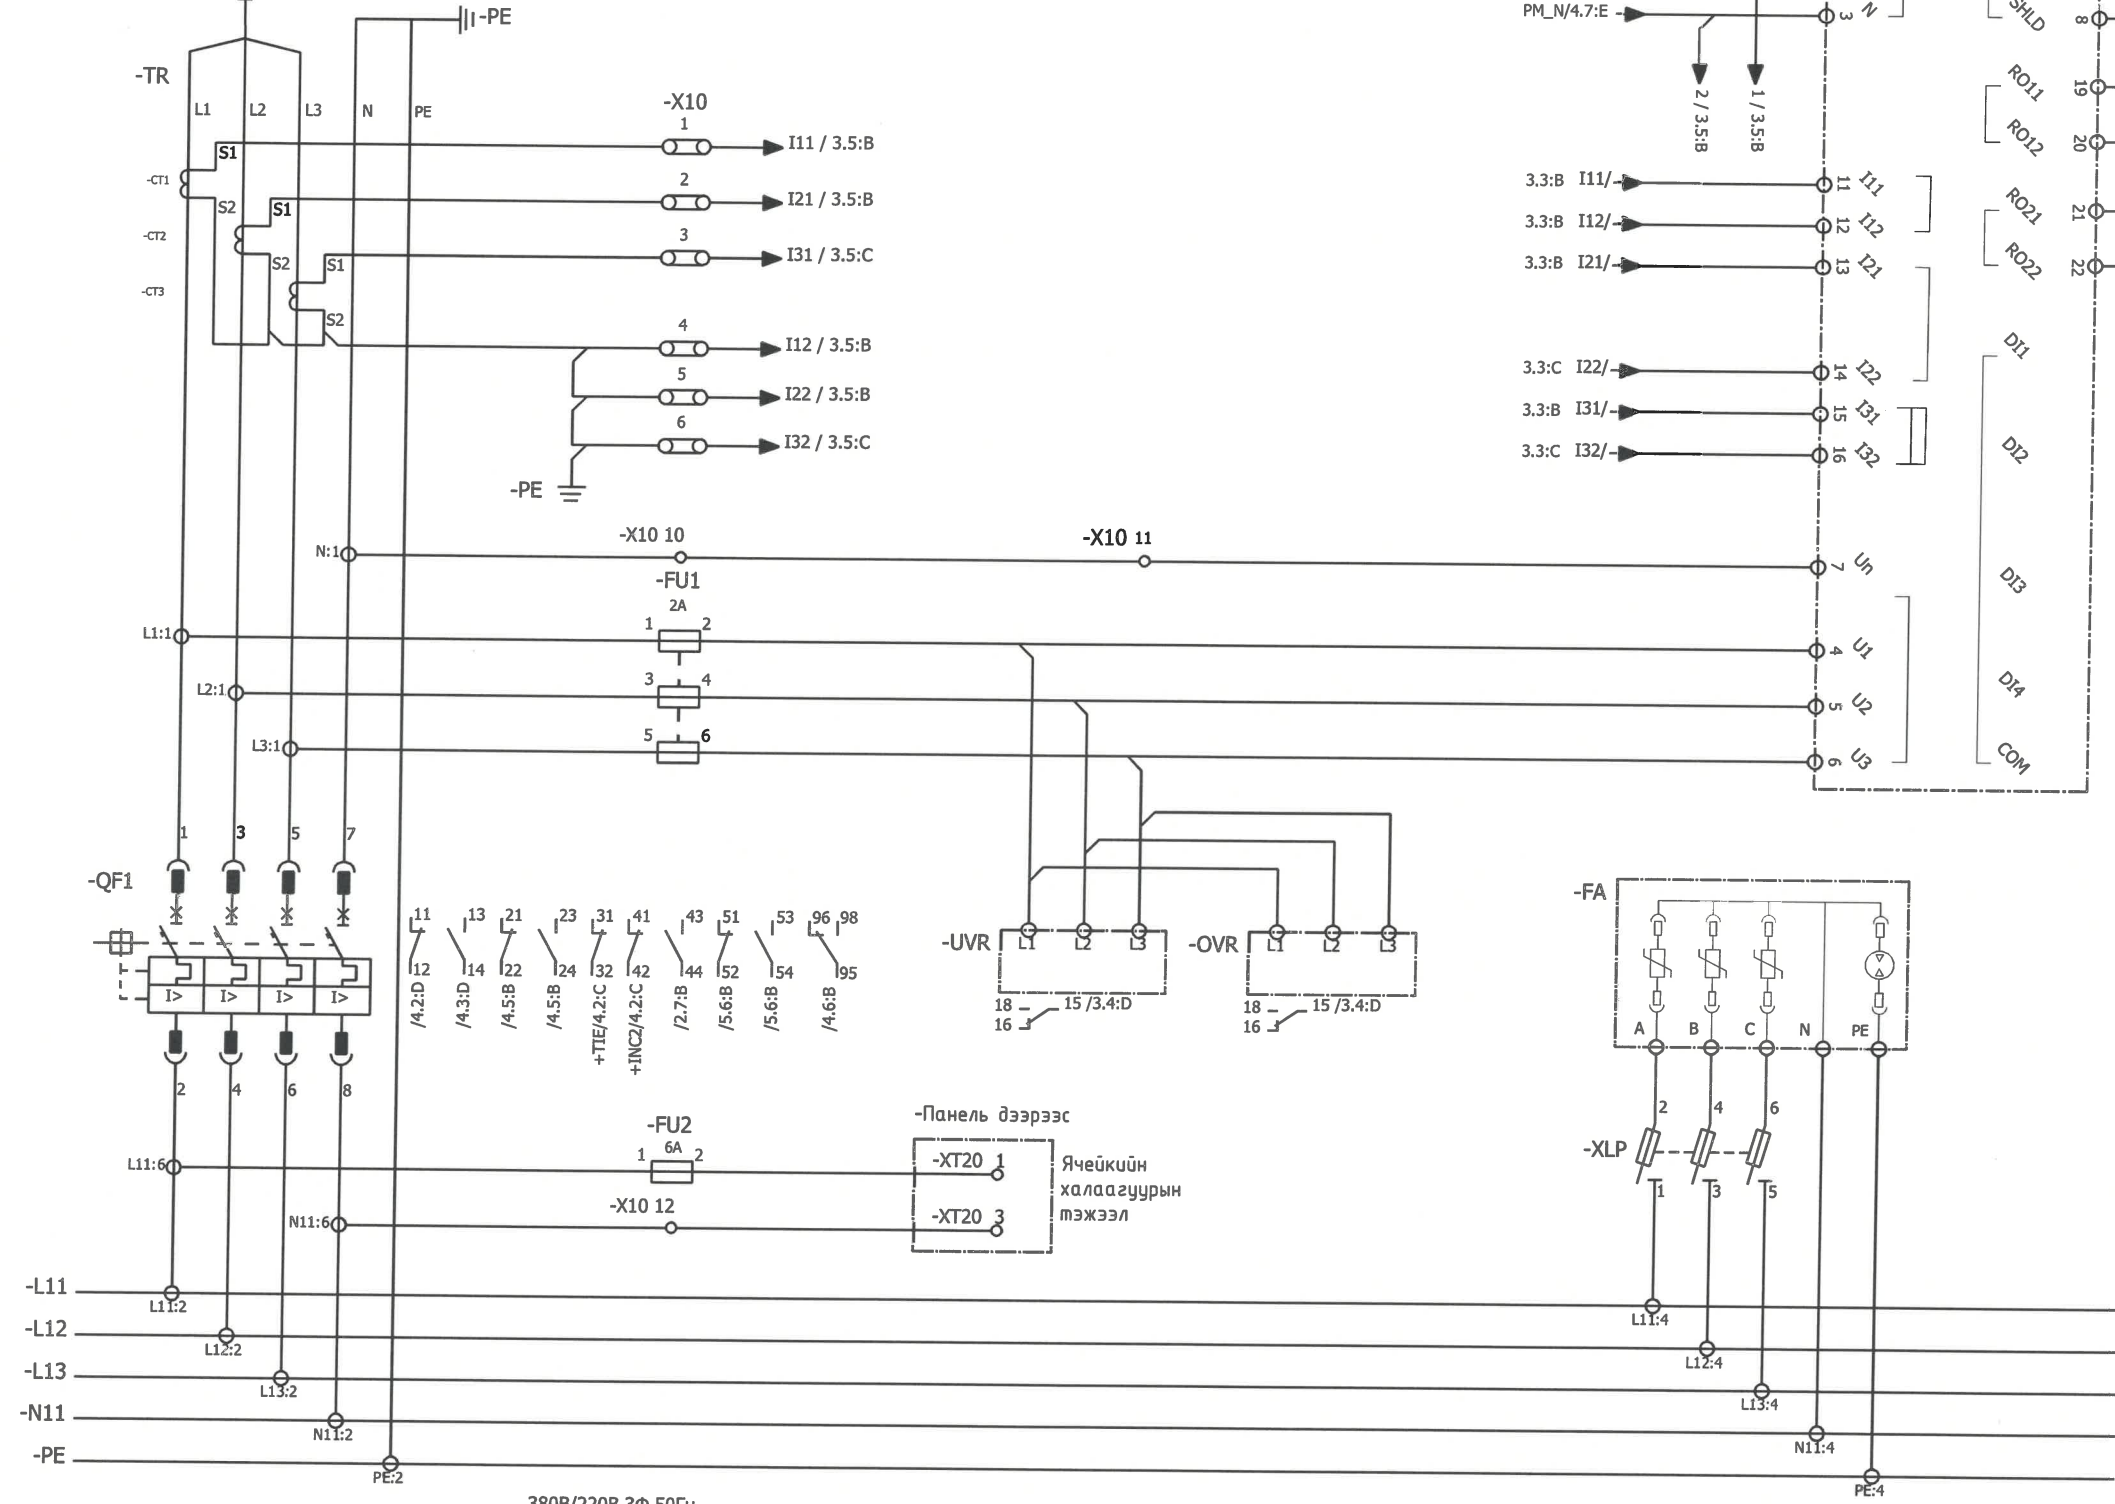 -PE
PM_N/4.7:E
3
N
SHLD
8
-TR
L1
L2
L3
N
PE
-X10
1
I11 / 3.5:B
S1
-CT1
S2
2
I21 / 3.5:B
S1
-CT2
S2
3
I31 / 3.5:C
S1
-CT3
S2
4
I12 / 3.5:B
5
I22 / 3.5:B
6
I32 / 3.5:C
-PE
2 / 3.5:B
1 / 3.5:B
RO11
19
RO12
20
3.3:B I11/-
11
I11
3.3:B I12/-
12
I12
3.3:B I21/-
13
I21
RO21
21
RO22
22
3.3:C I22/-
14
I22
3.3:B I31/-
15
I31
3.3:C I32/-
16
I32
DI1
DI2
DI3
DI4
COM
N:1
-X10 10
-X10 11
7
Un
-FU1
2A
L1:1
1
2
4
U1
L2:1
3
4
5
U2
L3:1
5
6
6
U3
1
3
5
7
-QF1
I>
I>
I>
I>
2
4
6
8
11
12
/4.2:D
13
14
/4.3:D
21
22
/4.5:B
23
24
/4.5:B
31
32
+TIE/4.2:C
41
42
+INC2/4.2:C
43
44
/2.7:B
51
52
/5.6:B
53
54
/5.6:B
96
98
95
/4.6:B
-UVR
L1
L2
L3
18
16
15 /3.4:D
-OVR
L1
L2
L3
18
16
15 /3.4:D
-FA
A
B
C
N
PE
2
4
6
-XLP
1
3
5
-FU2
6A
L11:6
1
2
-Панель дээрээс
-XT20 1
Ячейкийн
халаагуурын
тэжээл
N11:6
-X10 12
-XT20 3
-L11
L11:2
L11:4
-L12
L12:2
L12:4
-L13
L13:2
L13:4
-N11
N11:2
N11:4
-PE
PE:2
PE:4
380В/220В 3Ф 50Гц